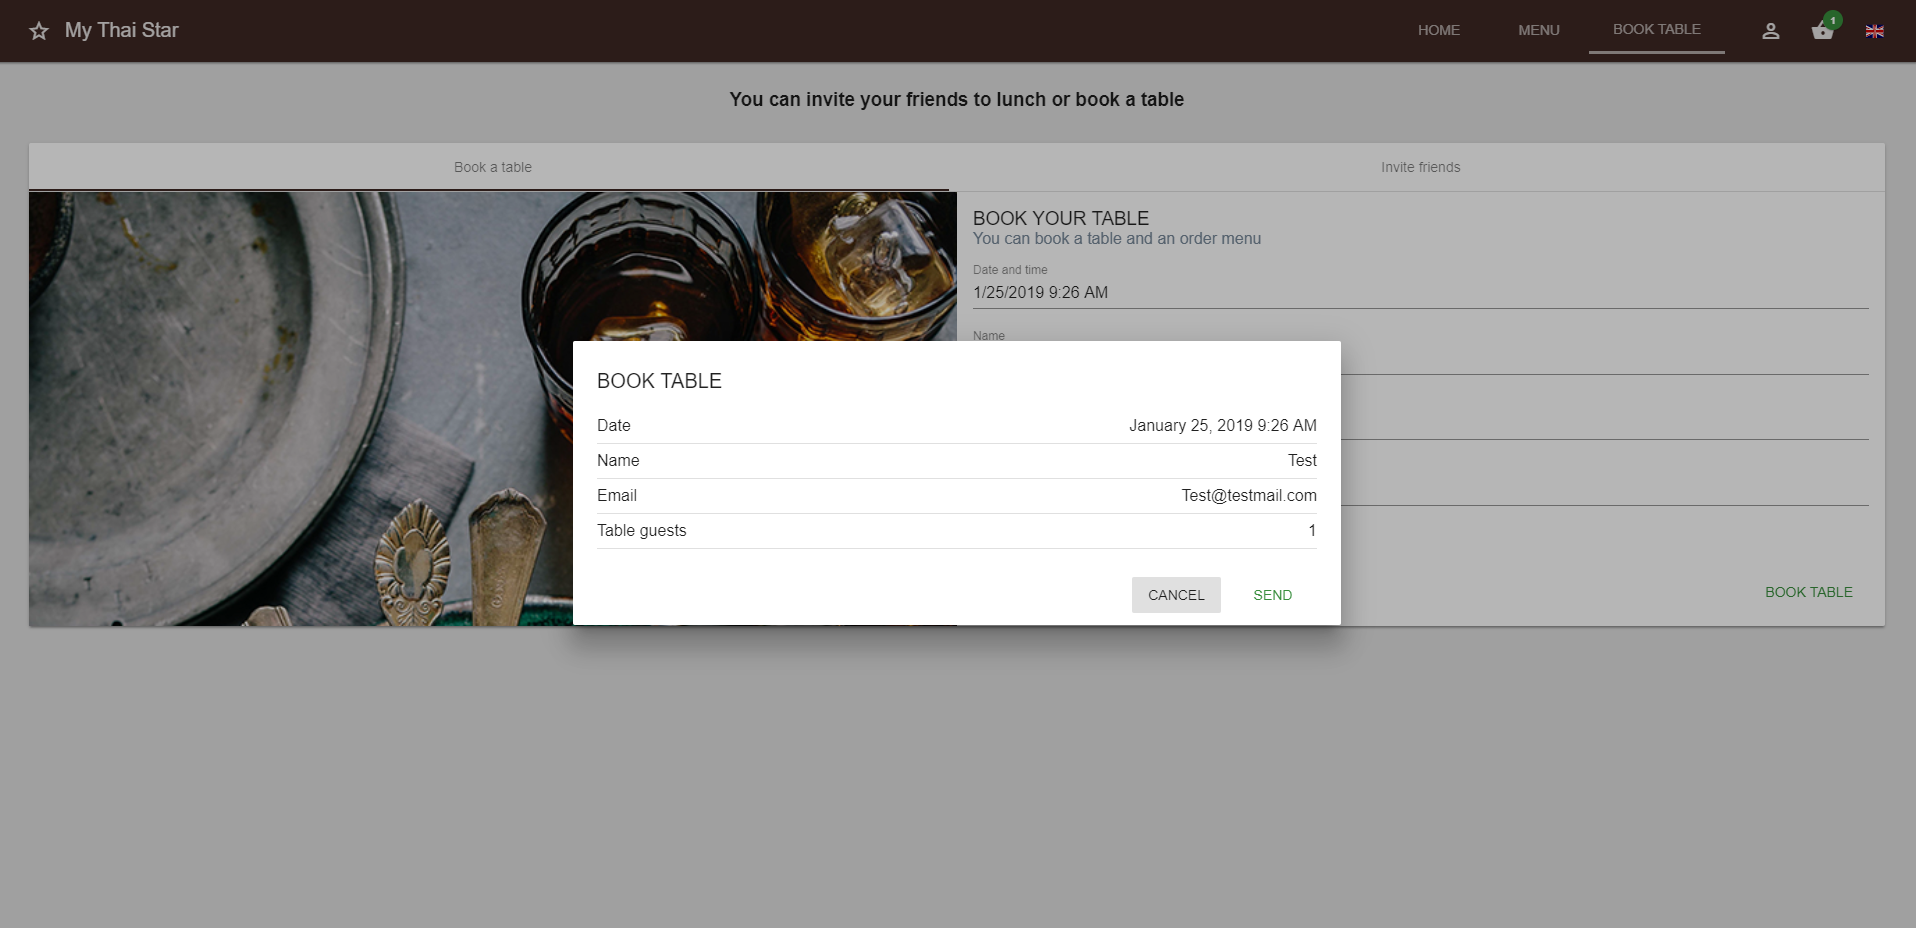 My Thai Star
HOME
MENU
BOOK TABLE
1
You can invite your friends to lunch or book a table
Book a table
Invite friends
BOOK YOUR TABLE
You can book a table and an order menu
Date and time
1/25/2019 9:26 AM
Name
BOOK TABLE
Date January 25, 2019 9:26 AM
Name Test
Email Test@testmail.com
Table guests 1
CANCEL SEND
BOOK TABLE